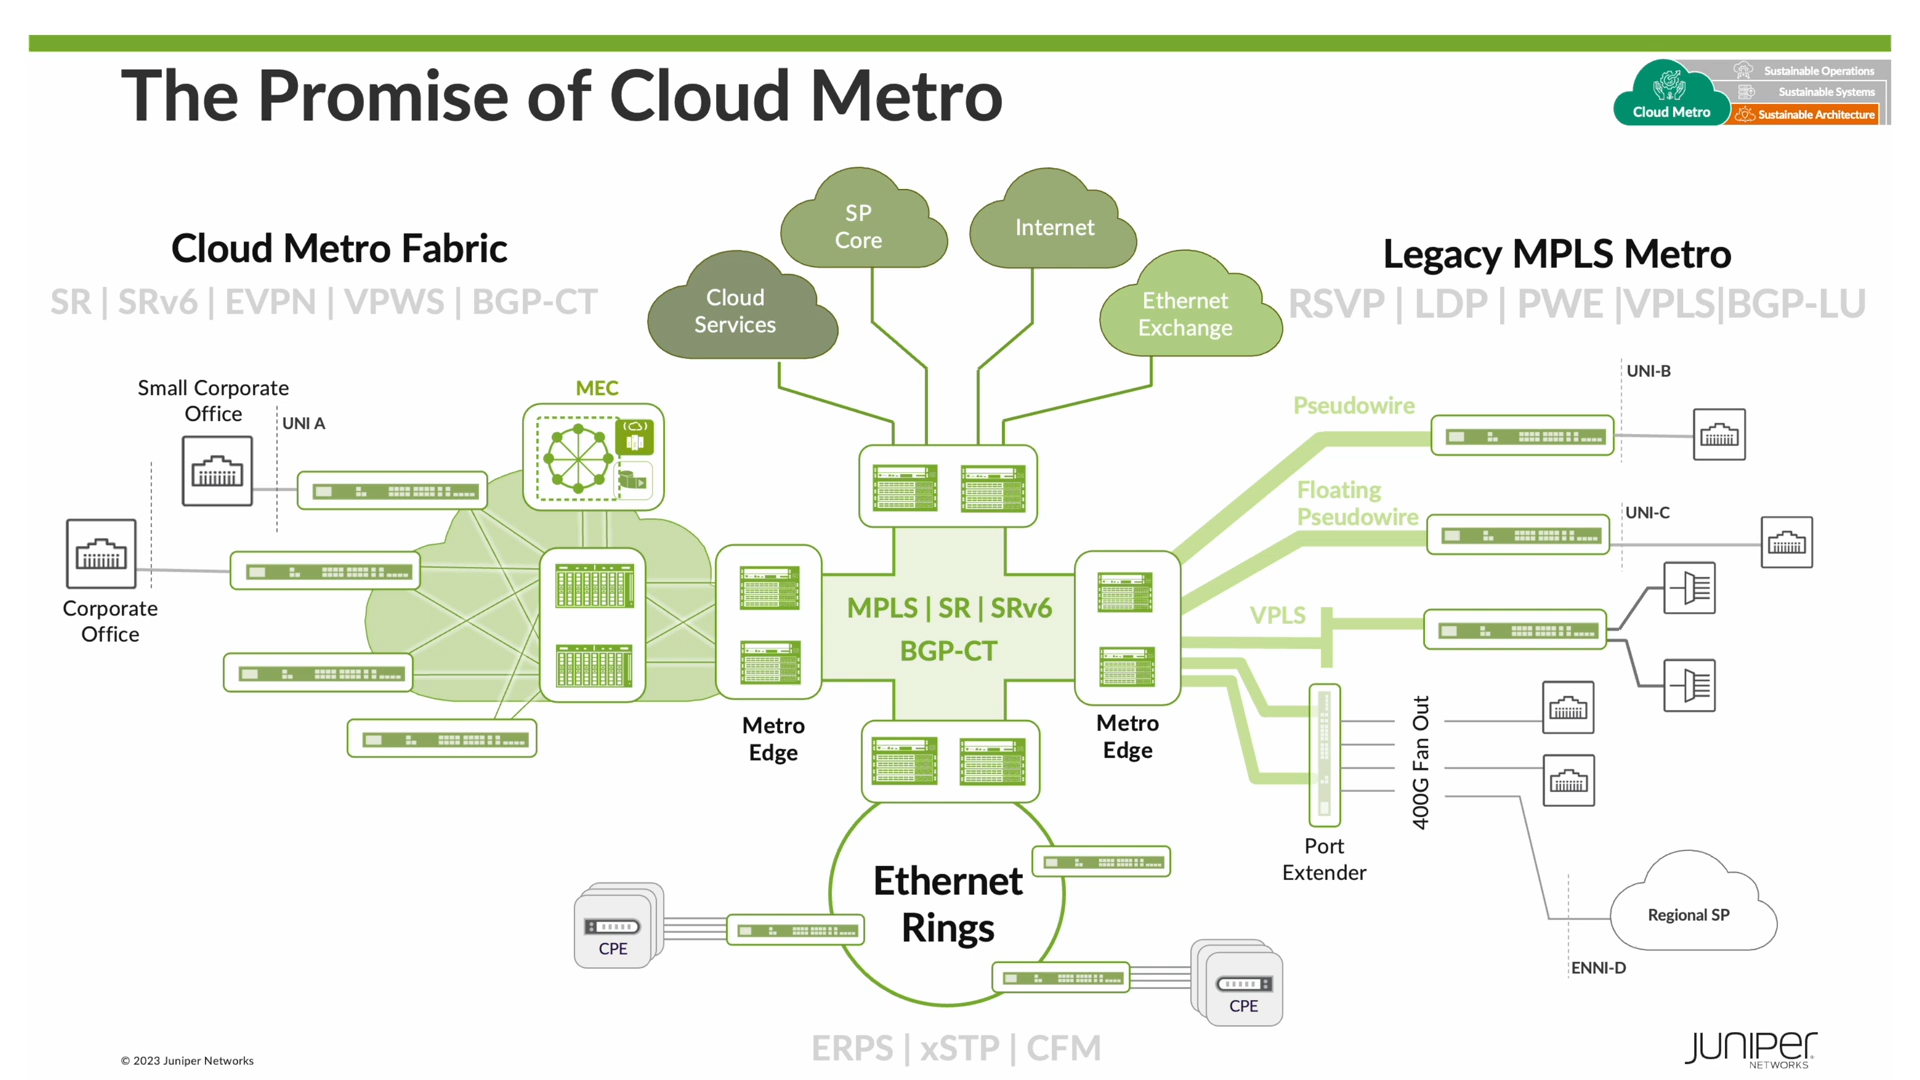 The Promise of Cloud Metro
Sustainable Operations
Sustainable Systems
Sustainable Architecture
Cloud Metro
SP
Core
Internet
Cloud
Services
Ethernet
Exchange
Cloud Metro Fabric
SR | SRv6 | EVPN | VPWS | BGP-CT
Legacy MPLS Metro
RSVP | LDP | PWE |VPLS|BGP-LU
Small Corporate
Office
UNI A
MEC
Corporate
Office
Metro
Edge
MPLS | SR | SRv6
BGP-CT
Metro
Edge
Pseudowire
UNI-B
Floating
Pseudowire
UNI-C
VPLS
400G Fan Out
Port
Extender
Regional SP
ENNI-D
Ethernet
Rings
CPE
CPE
ERPS | xSTP | CFM
© 2023 Juniper Networks
JUNIPER
NETWORKS